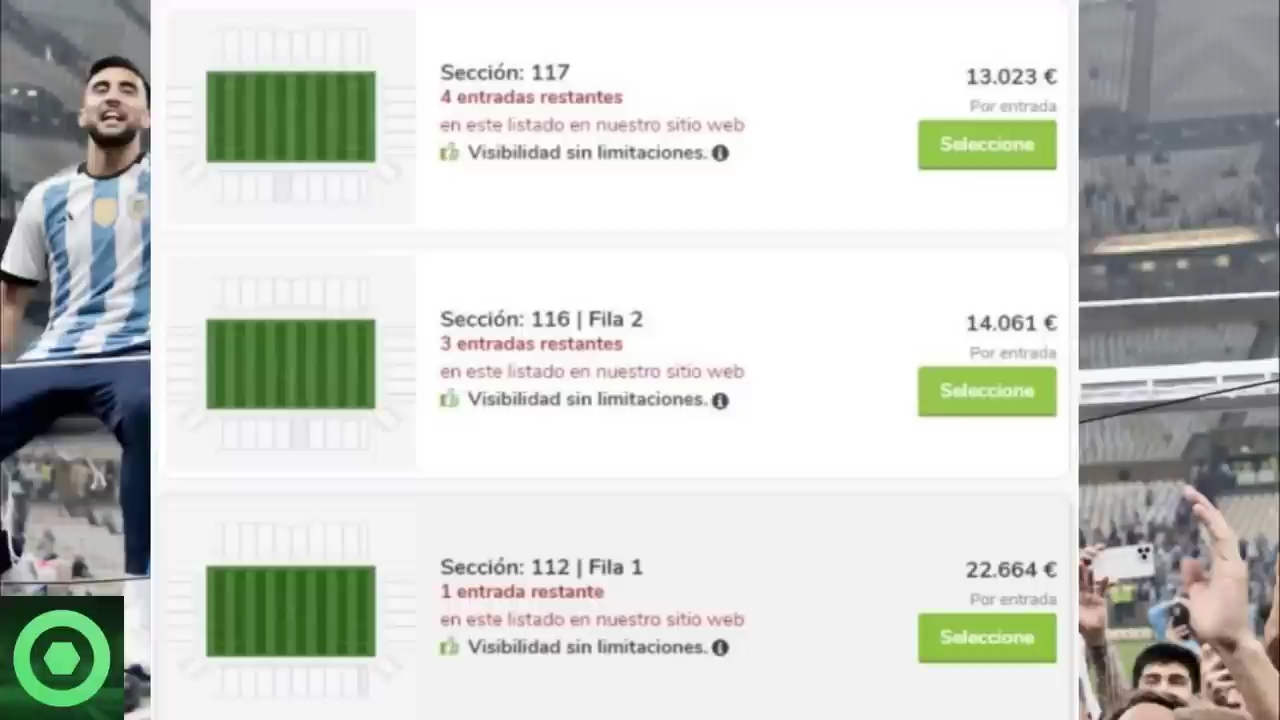 Sección: 117
4 entradas restantes
en este listado en nuestro sitio web
Visibilidad sin limitaciones.
13.023 €
Por entrada
Seleccione
Sección: 116 | Fila 2
3 entradas restantes
en este listado en nuestro sitio web
Visibilidad sin limitaciones.
14.061 €
Por entrada
Seleccione
Sección: 112 | Fila 1
1 entrada restante
en este listado en nuestro sitio web
Visibilidad sin limitaciones.
22.664 €
Por entrada
Seleccione